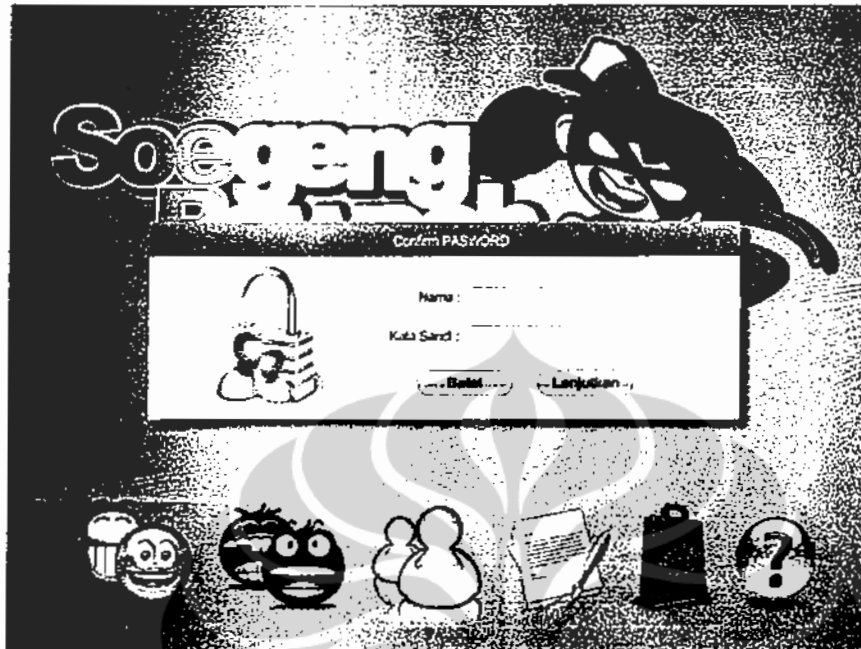 Soegeng
Confirm PASWORD
Nama :
Kata Sandi :
Batal
Lanjutkan
?